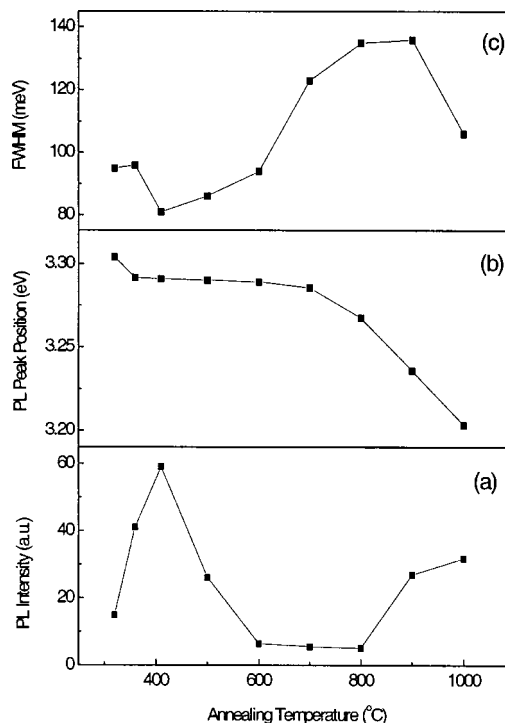 140
120
100
80
FWHM (meV)
(c)
3.30
3.25
3.20
PL Peak Position (eV)
(b)
60
40
20
0
PL Intensity (a.u.)
(a)
400 600 800 1000
Annealing Temperature (°C)